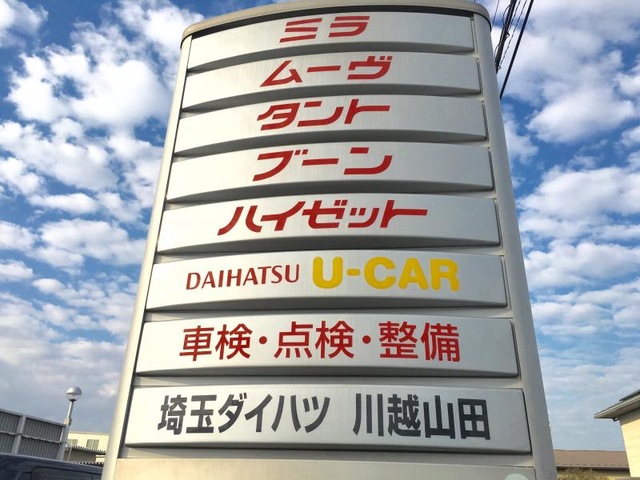 ミラ
ムーヴ
タント
ブーン
ハイゼット
DAIHATSU U-CAR
車検・点検・整備
埼玉ダイハツ 川越山田